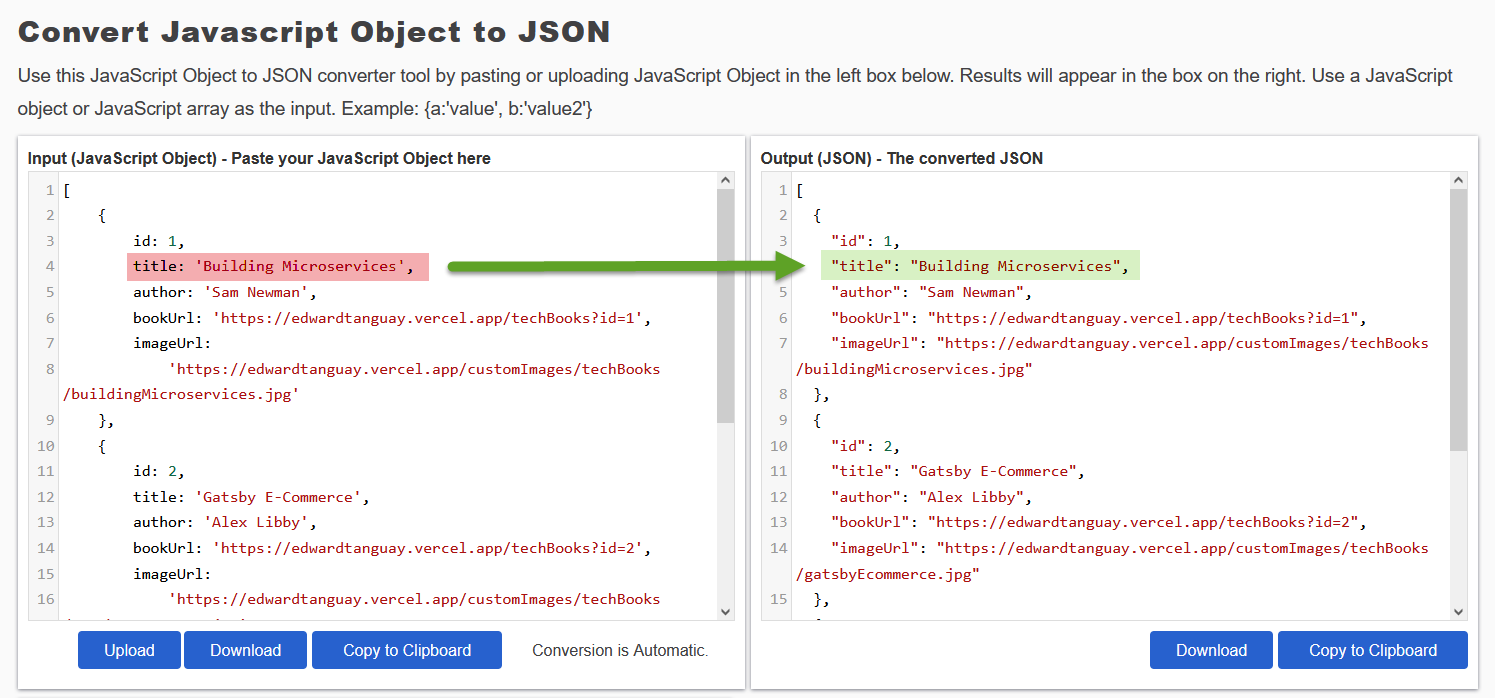 Convert Javascript Object to JSON
Use this JavaScript Object to JSON converter tool by pasting or uploading JavaScript Object in the left box below. Results will appear in the box on the right. Use a JavaScript
object or JavaScript array as the input. Example: {a:'value', b:'value2'}
Input (JavaScript Object) - Paste your JavaScript Object here
1 [
2 {
3 id: 1,
4 title: 'Building Microservices',
5 author: 'Sam Newman',
6 bookUrl: 'https://edwardtanguay.vercel.app/techBooks?id=1',
7 imageUrl:
8 'https://edwardtanguay.vercel.app/customImages/techBooks
/buildingMicroservices.jpg'
9 },
10 {
11 id: 2,
12 title: 'Gatsby E-Commerce',
13 author: 'Alex Libby',
14 bookUrl: 'https://edwardtanguay.vercel.app/techBooks?id=2',
15 imageUrl:
16 'https://edwardtanguay.vercel.app/customImages/techBooks
Upload Download Copy to Clipboard Conversion is Automatic.
Output (JSON) - The converted JSON
1 [
2 {
3 "id": 1,
"title": "Building Microservices",
5 "author": "Sam Newman",
6 "bookUrl": "https://edwardtanguay.vercel.app/techBooks?id=1",
7 "imageUrl": "https://edwardtanguay.vercel.app/customImages/techBooks
/buildingMicroservices.jpg"
8 },
9 {
10 "id": 2,
11 "title": "Gatsby E-Commerce",
12 "author": "Alex Libby",
13 "bookUrl": "https://edwardtanguay.vercel.app/techBooks?id=2",
14 "imageUrl": "https://edwardtanguay.vercel.app/customImages/techBooks
/gatsbyEcommerce.jpg"
15 },
Download Copy to Clipboard